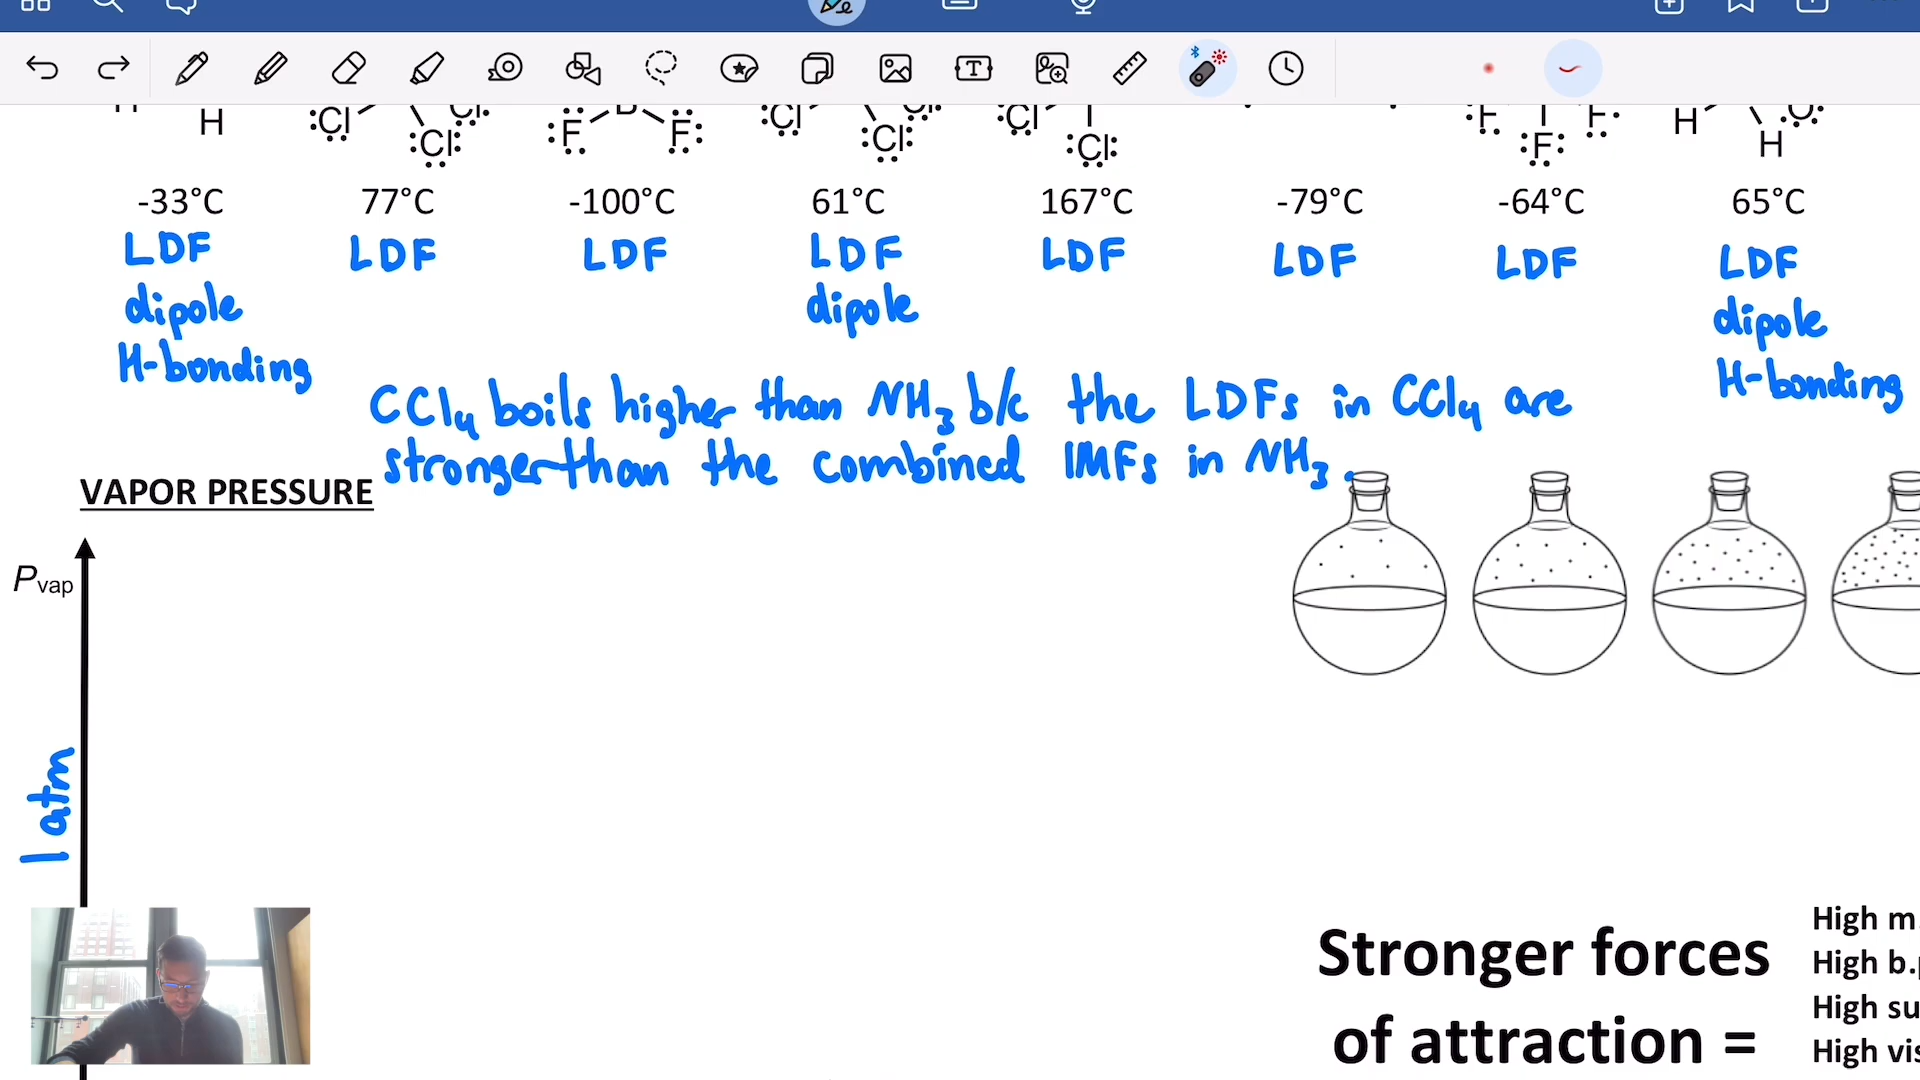 H H :Cl Cl: Cl: F: F: :Cl Cl: Cl: :Cl Cl: :F: F: F: H H O:
-33°C 77°C -100°C 61°C 167°C -79°C -64°C 65°C
LDF LDF LDF LDF LDF LDF LDF LDF
dipole dipole dipole
H-bonding H-bonding
CCl₄ boils higher than NH₃ b/c the LDFs in CCl₄ are
stronger than the combined IMFs in NH₃.
VAPOR PRESSURE
Pvap
1 atm
Stronger forces
of attraction =
High m
High b.p
High su
High vis